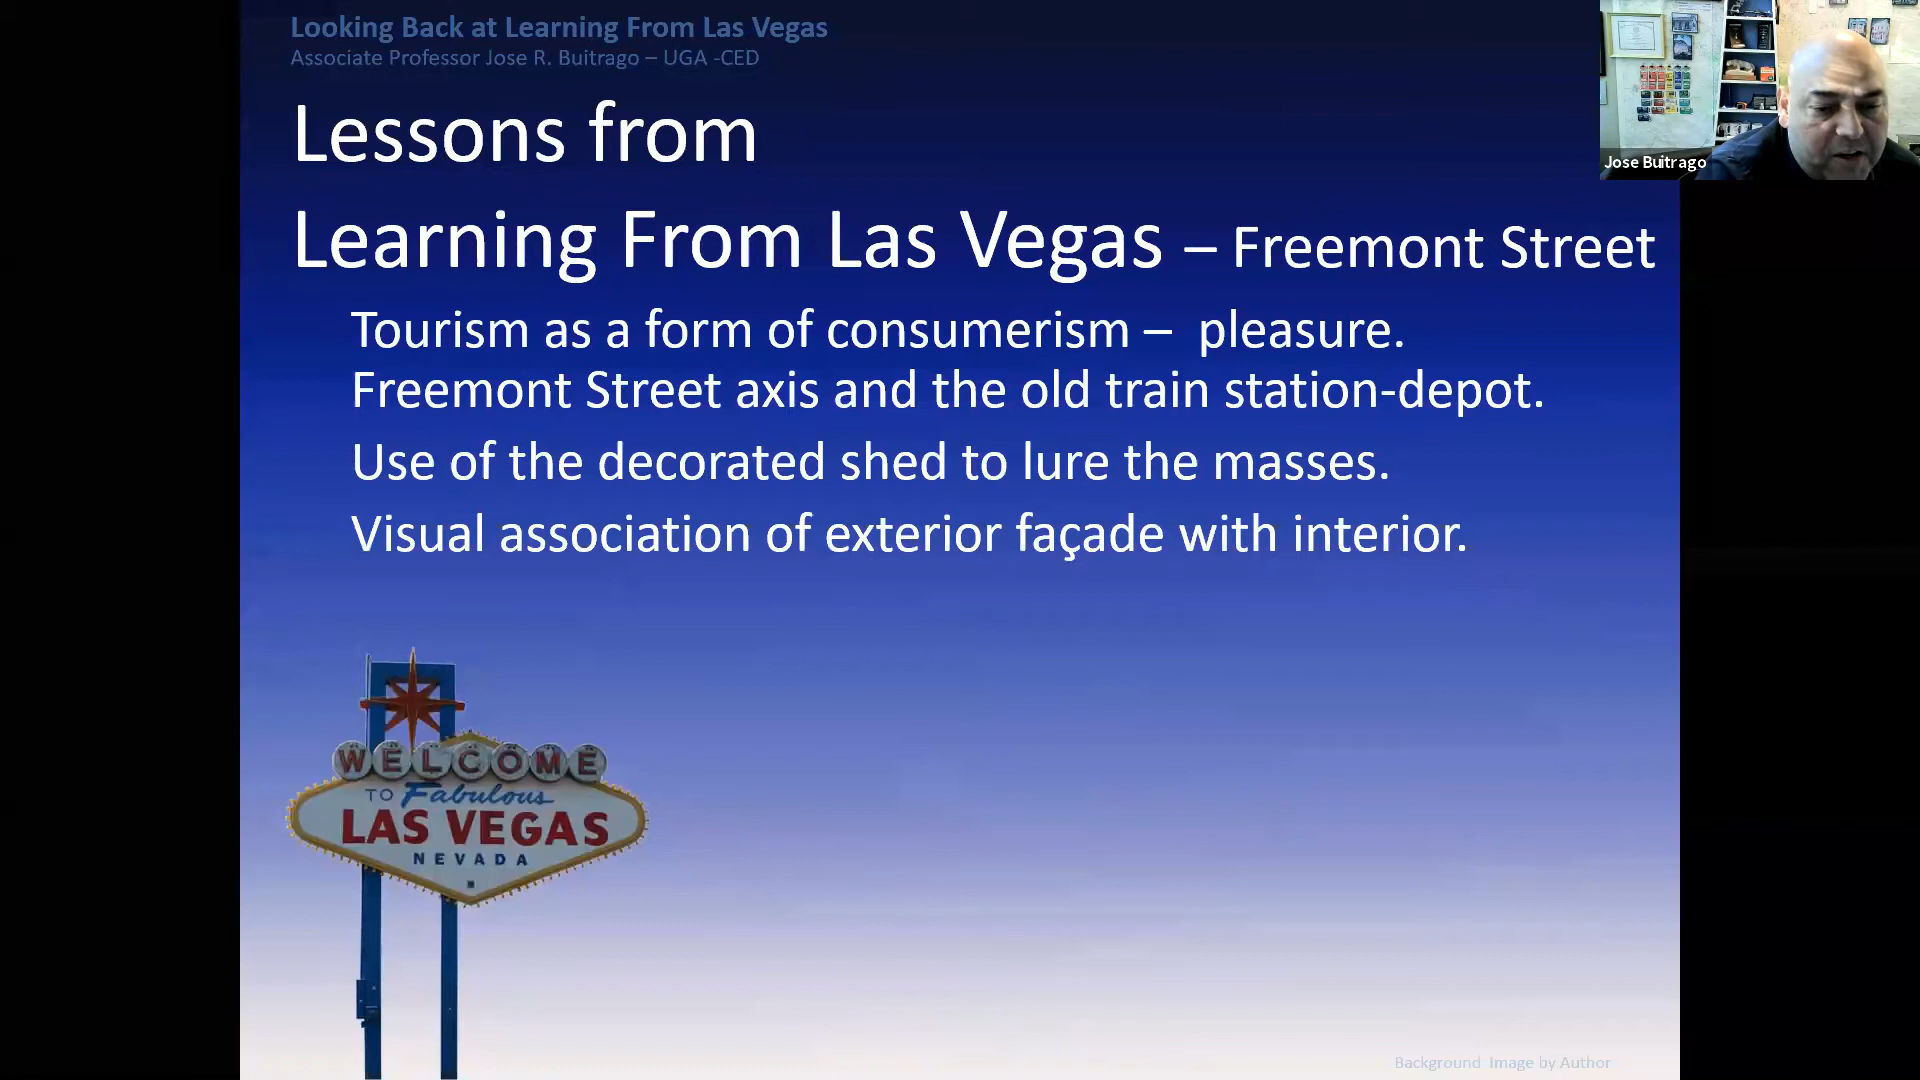 Looking Back at Learning From Las Vegas
Associate Professor Jose R. Buitrago – UGA -CED
Jose Buitrago
Lessons from
Learning From Las Vegas – Freemont Street
Tourism as a form of consumerism – pleasure.
Freemont Street axis and the old train station-depot.
Use of the decorated shed to lure the masses.
Visual association of exterior façade with interior.
WELCOME
TO Fabulous
LAS VEGAS
NEVADA
Background Image by Author